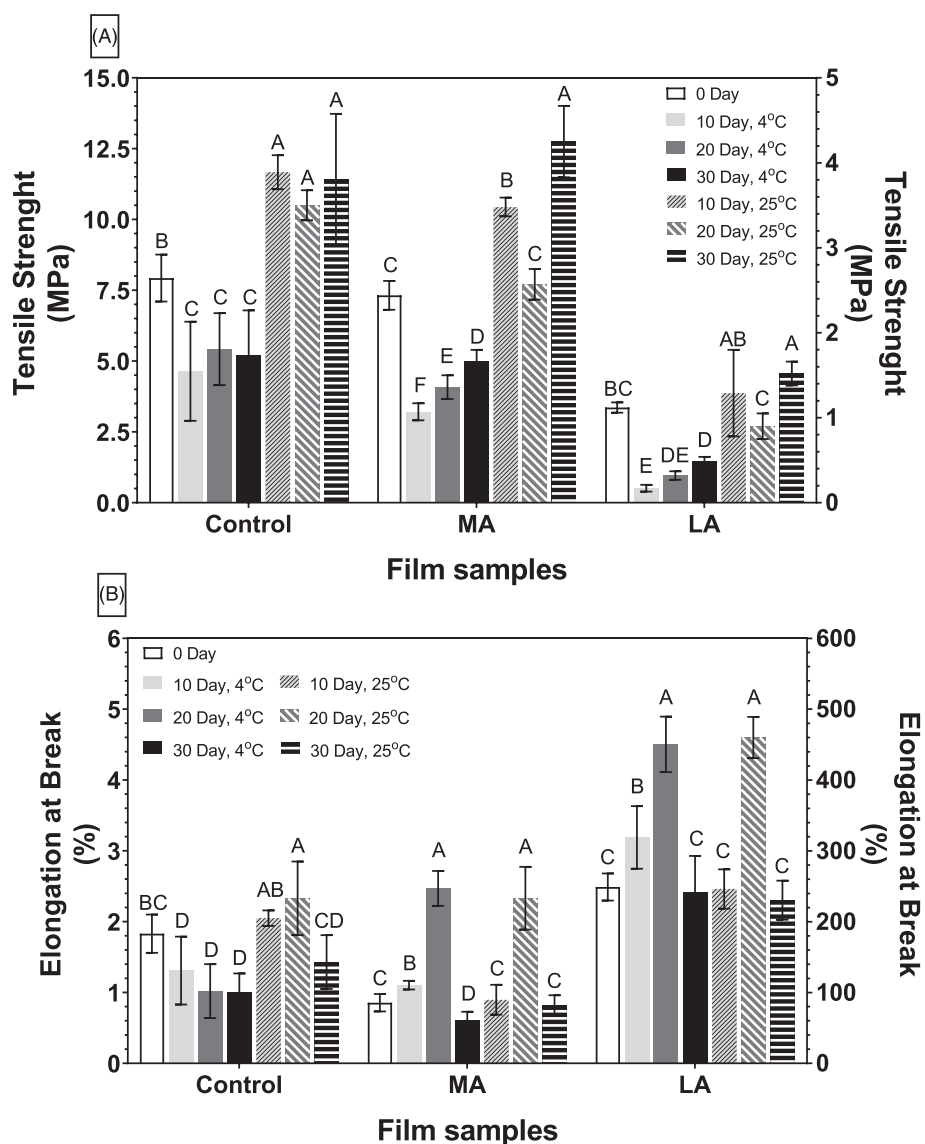 (A)
15.0
12.5
10.0
7.5
5.0
2.5
0.0
Tensile Strenght
(MPa)
5
4
3
2
1
0
Tensile Strenght
(MPa)
0 Day
10 Day, 4°C
20 Day, 4°C
30 Day, 4°C
10 Day, 25°C
20 Day, 25°C
30 Day, 25°C
B C C C A A A
C F E D B C A
BC E DE D AB C A
Control MA LA
Film samples
(B)
6
5
4
3
2
1
0
Elongation at Break
(%)
600
500
400
300
200
100
0
Elongation at Break
(%)
0 Day
10 Day, 4°C 10 Day, 25°C
20 Day, 4°C 20 Day, 25°C
30 Day, 4°C 30 Day, 25°C
BC D D D AB A CD
C B A D C A C
C B A C C A C
Control MA LA
Film samples